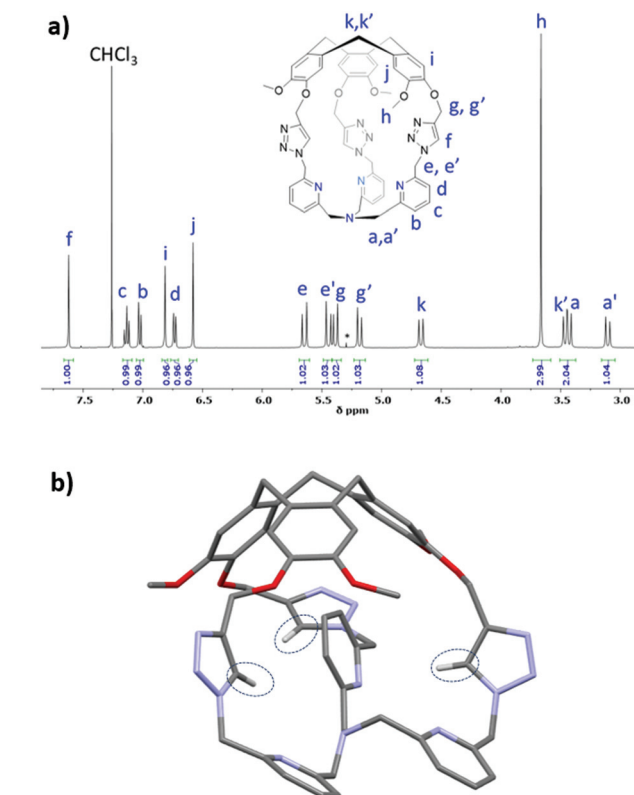 a)
k,k’
h
CHCl3
i
j
O
O
O
O
O
O
h
g, g’
N
N
N
N
N
N
N
N
N
f
e, e’
N
N
N
d
c
b
N
a,a’
f
c
b
i
d
j
e
e'
g
g’
*
k
k’
a
a'
1.00
0.99
0.99
0.96
0.96
0.96
1.02
1.03
1.02
1.03
1.08
2.99
2.04
1.04
7.5
6.5
6.0
5.5
5.0
4.5
4.0
3.5
3.0
δ ppm
b)